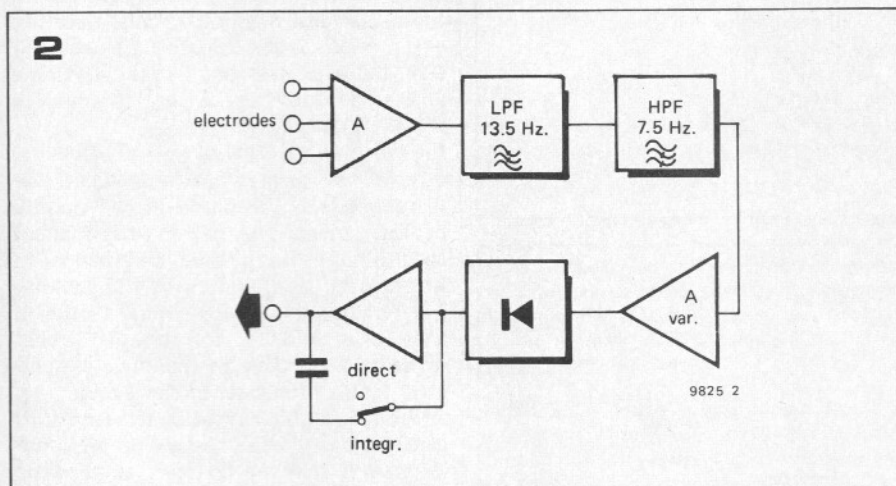 2
electrodes
A
LPF
13.5 Hz.
HPF
7.5 Hz.
A
var.
direct
integr.
9825 2